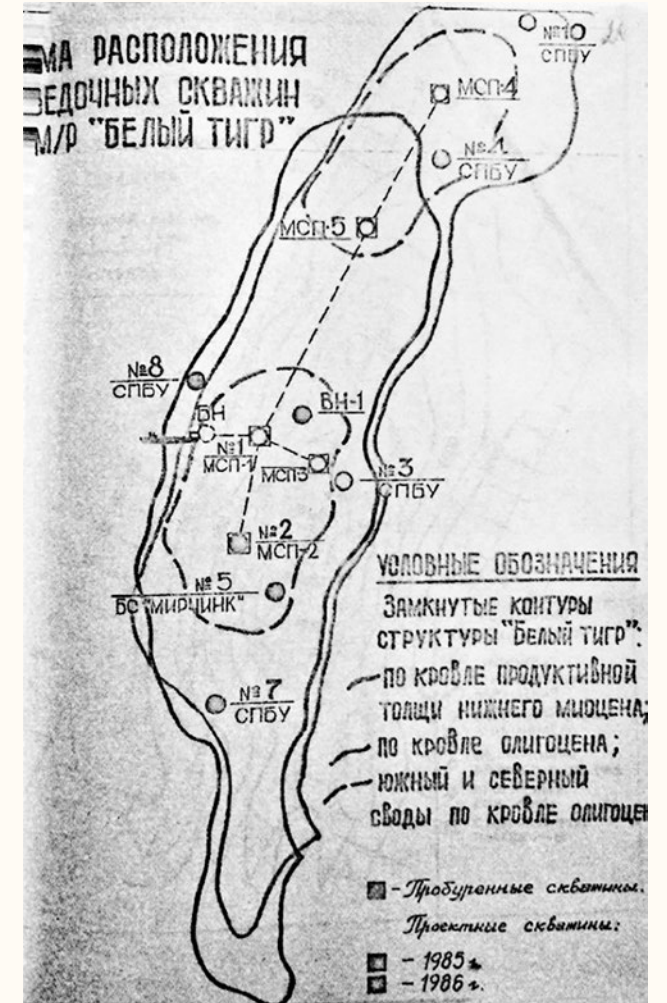 МА РАСПОЛОЖЕНИЯ
ЕДОЧНЫХ СКВАЖИН
М/Р "БЕЛЫЙ ТИГР"
№10
СПБУ
МСП-4
№4
СПБУ
МСП-5
№8
СПБУ
БН
ВН-1
№1
МСП-1
МСП-3
№3
СПБУ
№2
МСП-2
№5
БС "МИРЧИНК"
№7
СПБУ
УСЛОВНЫЕ ОБОЗНАЧЕНИЯ
ЗАМКНУТЫЕ КОНТУРЫ
СТРУКТУРЫ "БЕЛЫЙ ТИГР":
— ПО КРОВЛЕ ПРОДУКТИВНОЙ
ТОЛЩИ НИЖНЕГО МИОЦЕНА;
— ПО КРОВЛЕ ОЛИГОЦЕНА;
— ЮЖНЫЙ И СЕВЕРНЫЙ
СВОДЫ ПО КРОВЛЕ ОЛИГОЦЕН
- Пробуренные скважины.
Проектные скважины:
- 1985 г.
- 1986 г.